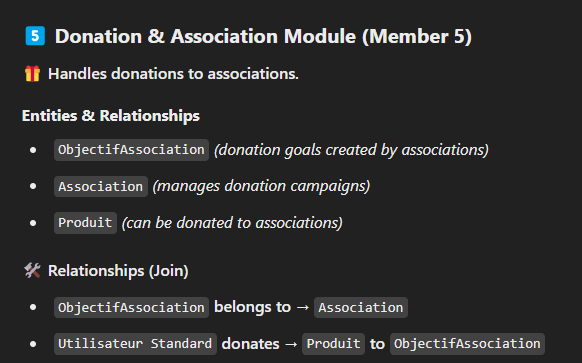 5 Donation & Association Module (Member 5)
🎁 Handles donations to associations.
Entities & Relationships
• ObjectifAssociation (donation goals created by associations)
• Association (manages donation campaigns)
• Produit (can be donated to associations)
🛠 Relationships (Join)
• ObjectifAssociation belongs to → Association
• Utilisateur Standard donates → Produit to ObjectifAssociation